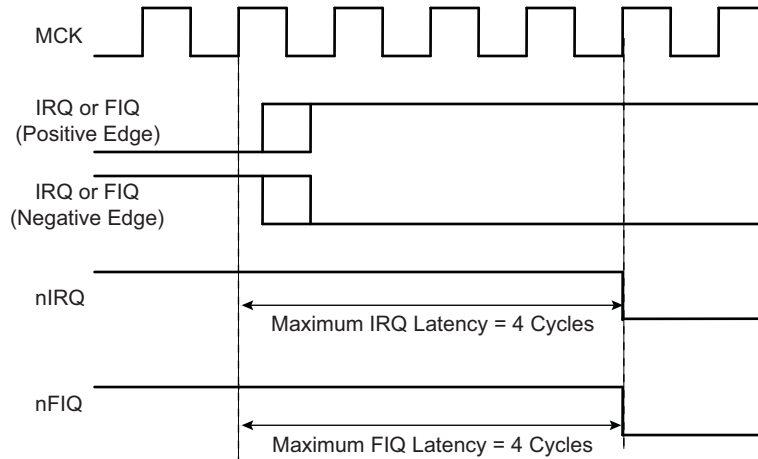 MCK
IRQ or FIQ
(Positive Edge)
IRQ or FIQ
(Negative Edge)
nIRQ
Maximum IRQ Latency = 4 Cycles
nFIQ
Maximum FIQ Latency = 4 Cycles